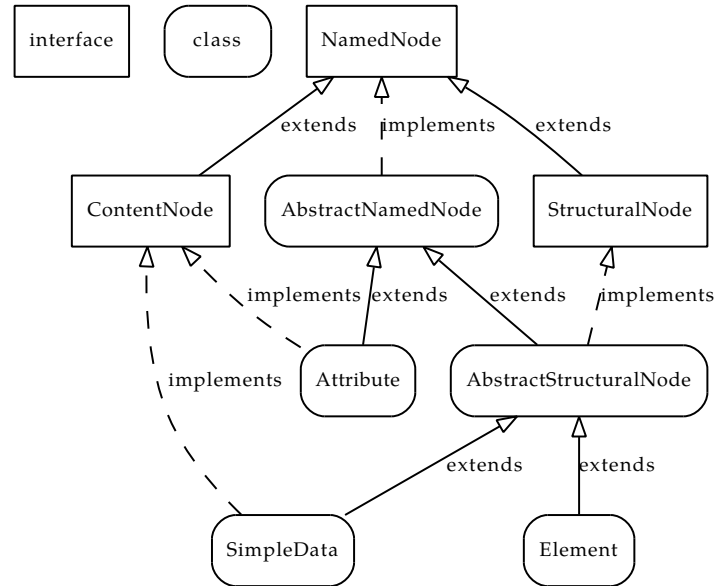 interface
class
NamedNode
extends
implements
extends
ContentNode
AbstractNamedNode
StructuralNode
implements
extends
extends
implements
implements
Attribute
AbstractStructuralNode
extends
extends
SimpleData
Element